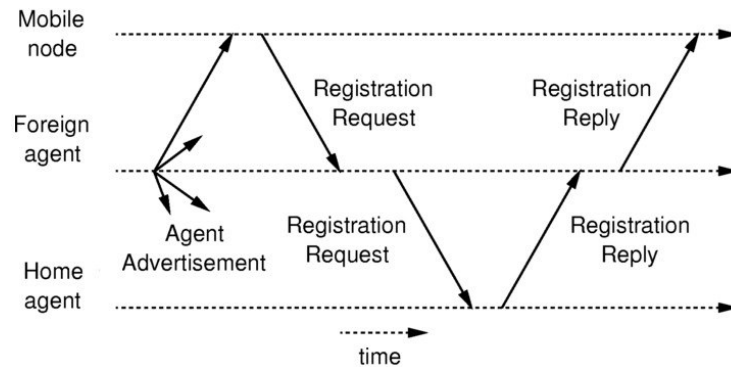 Mobile
node
Registration
Request
Registration
Reply
Foreign
agent
Agent
Advertisement
Registration
Request
Registration
Reply
Home
agent
time